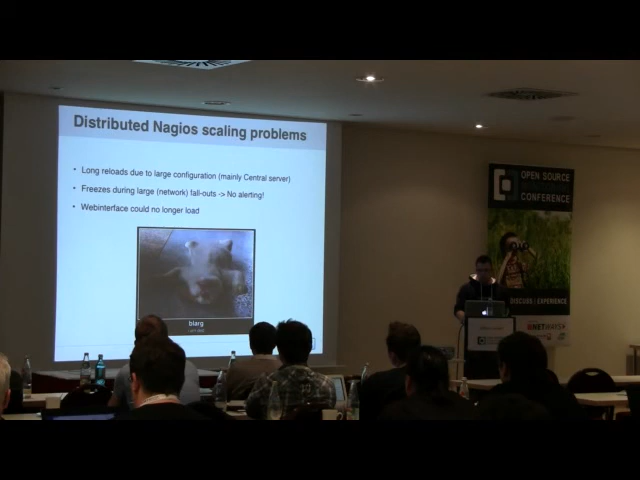 Distributed Nagios scaling problems
• Long reloads due to large configuration (mainly Central server)
• Freezes during large (network) fall-outs -> No alerting!
• Webinterface could no longer load
blarg
OPEN SOURCE
CONFERENCE
DISCUSS | EXPERIENCE
NETWAYS